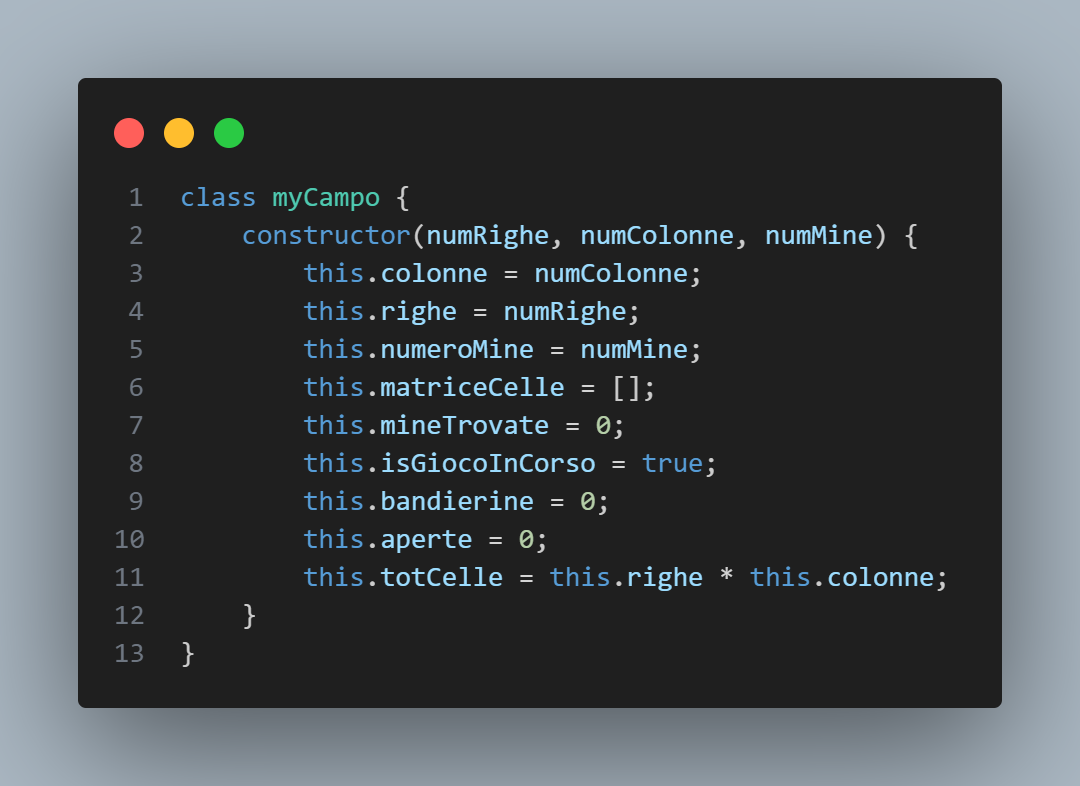 1 class myCampo {
2 constructor(numRighe, numColonne, numMine) {
3 this.colonne = numColonne;
4 this.righe = numRighe;
5 this.numeroMine = numMine;
6 this.matriceCelle = [];
7 this.mineTrovate = 0;
8 this.isGiocoInCorso = true;
9 this.bandierine = 0;
10 this.aperte = 0;
11 this.totCelle = this.righe * this.colonne;
12 }
13 }